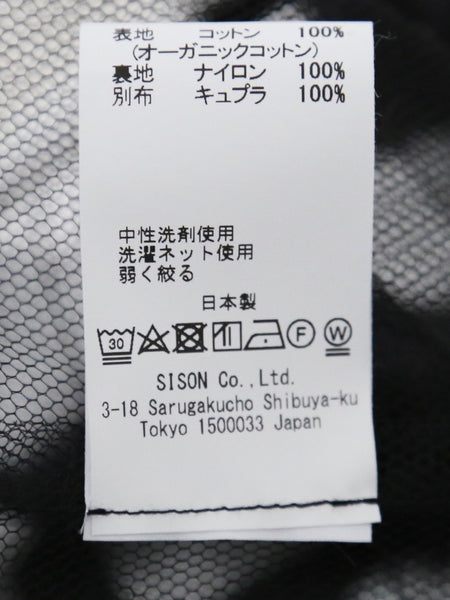 表地 コットン 100%
(オーガニックコットン)
裏地 ナイロン 100%
別布 キュプラ 100%
中性洗剤使用
洗濯ネット使用
弱く絞る
日本製
30 F W
SISON Co.,Ltd.
3-18 Sarugakucho Shibuya-ku
Tokyo 1500033 Japan